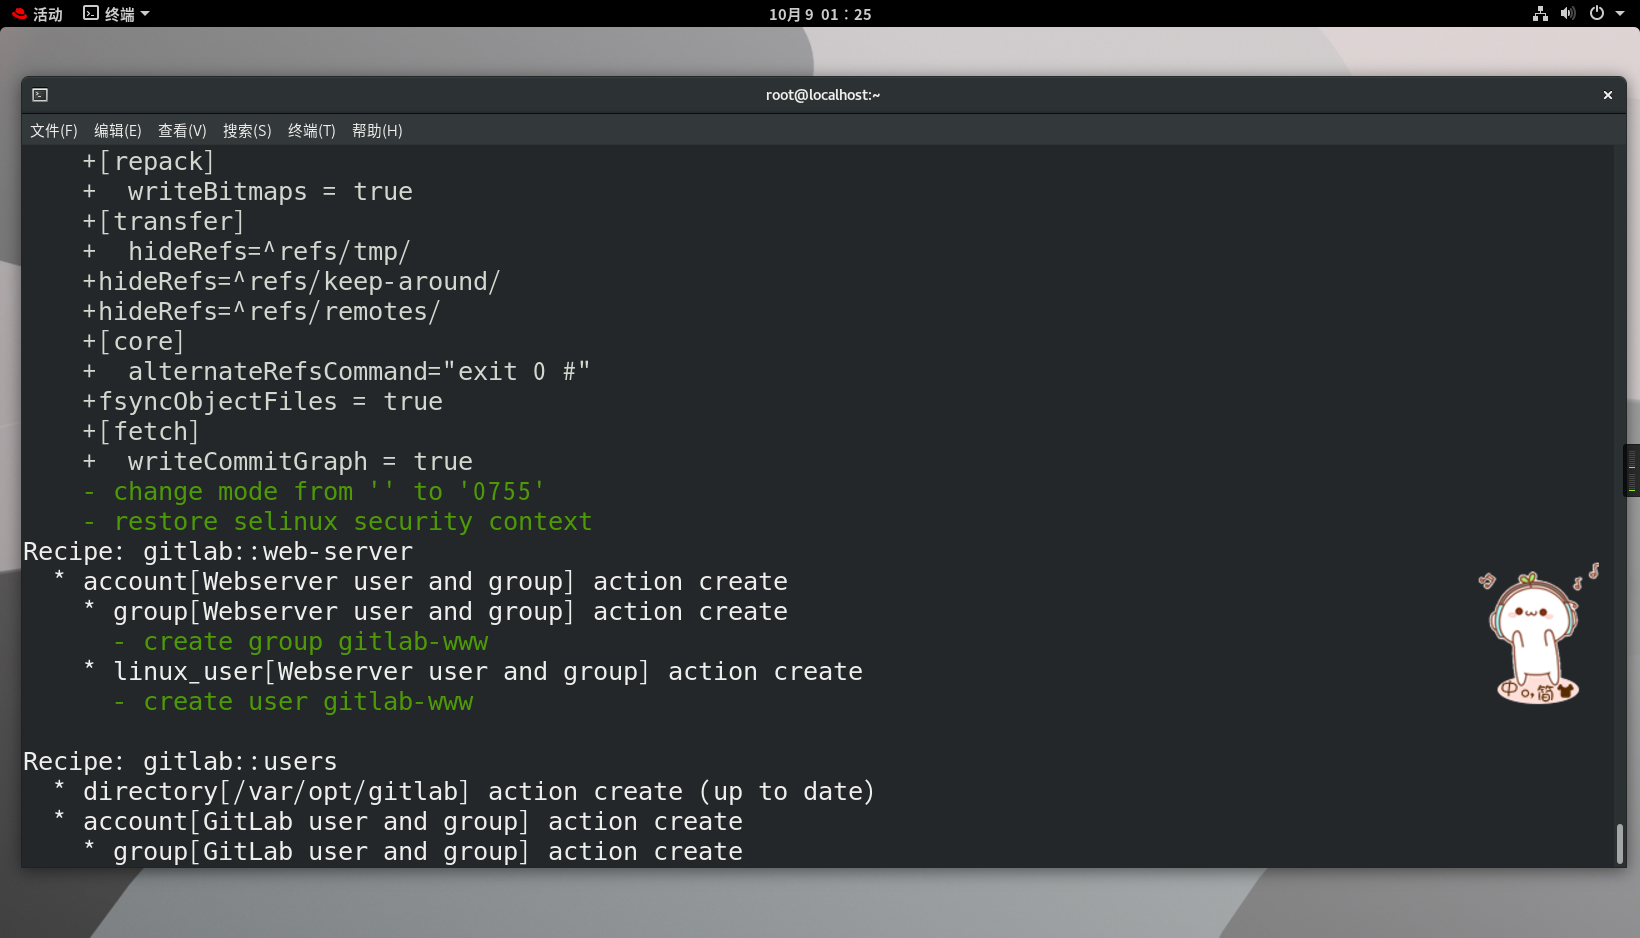 活动 终端 10月 9 01：25
root@localhost:~
文件(F) 编辑(E) 查看(V) 搜索(S) 终端(T) 帮助(H)
+[repack]
+  writeBitmaps = true
+[transfer]
+  hideRefs=^refs/tmp/
+hideRefs=^refs/keep-around/
+hideRefs=^refs/remotes/
+[core]
+  alternateRefsCommand="exit 0 #"
+fsyncObjectFiles = true
+[fetch]
+  writeCommitGraph = true
- change mode from '' to '0755'
- restore selinux security context
Recipe: gitlab::web-server
* account[Webserver user and group] action create
* group[Webserver user and group] action create
- create group gitlab-www
* linux_user[Webserver user and group] action create
- create user gitlab-www
Recipe: gitlab::users
* directory[/var/opt/gitlab] action create (up to date)
* account[GitLab user and group] action create
* group[GitLab user and group] action create
中 简